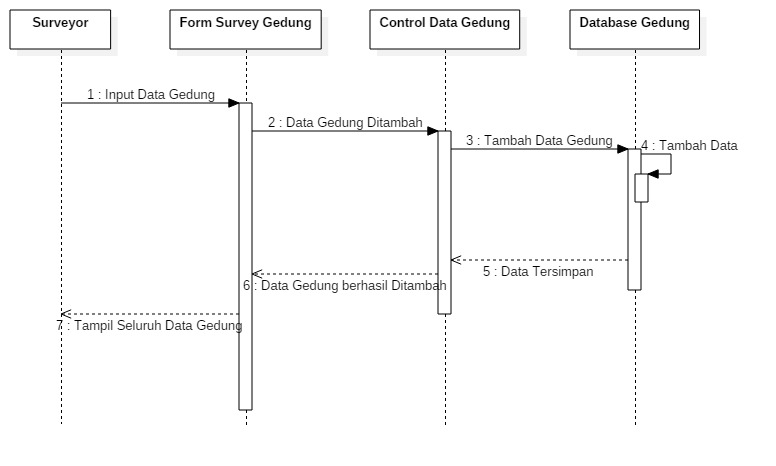 Surveyor
Form Survey Gedung
Control Data Gedung
Database Gedung
1 : Input Data Gedung
2 : Data Gedung Ditambah
3 : Tambah Data Gedung
4 : Tambah Data
5 : Data Tersimpan
6 : Data Gedung berhasil Ditambah
7 : Tampil Seluruh Data Gedung